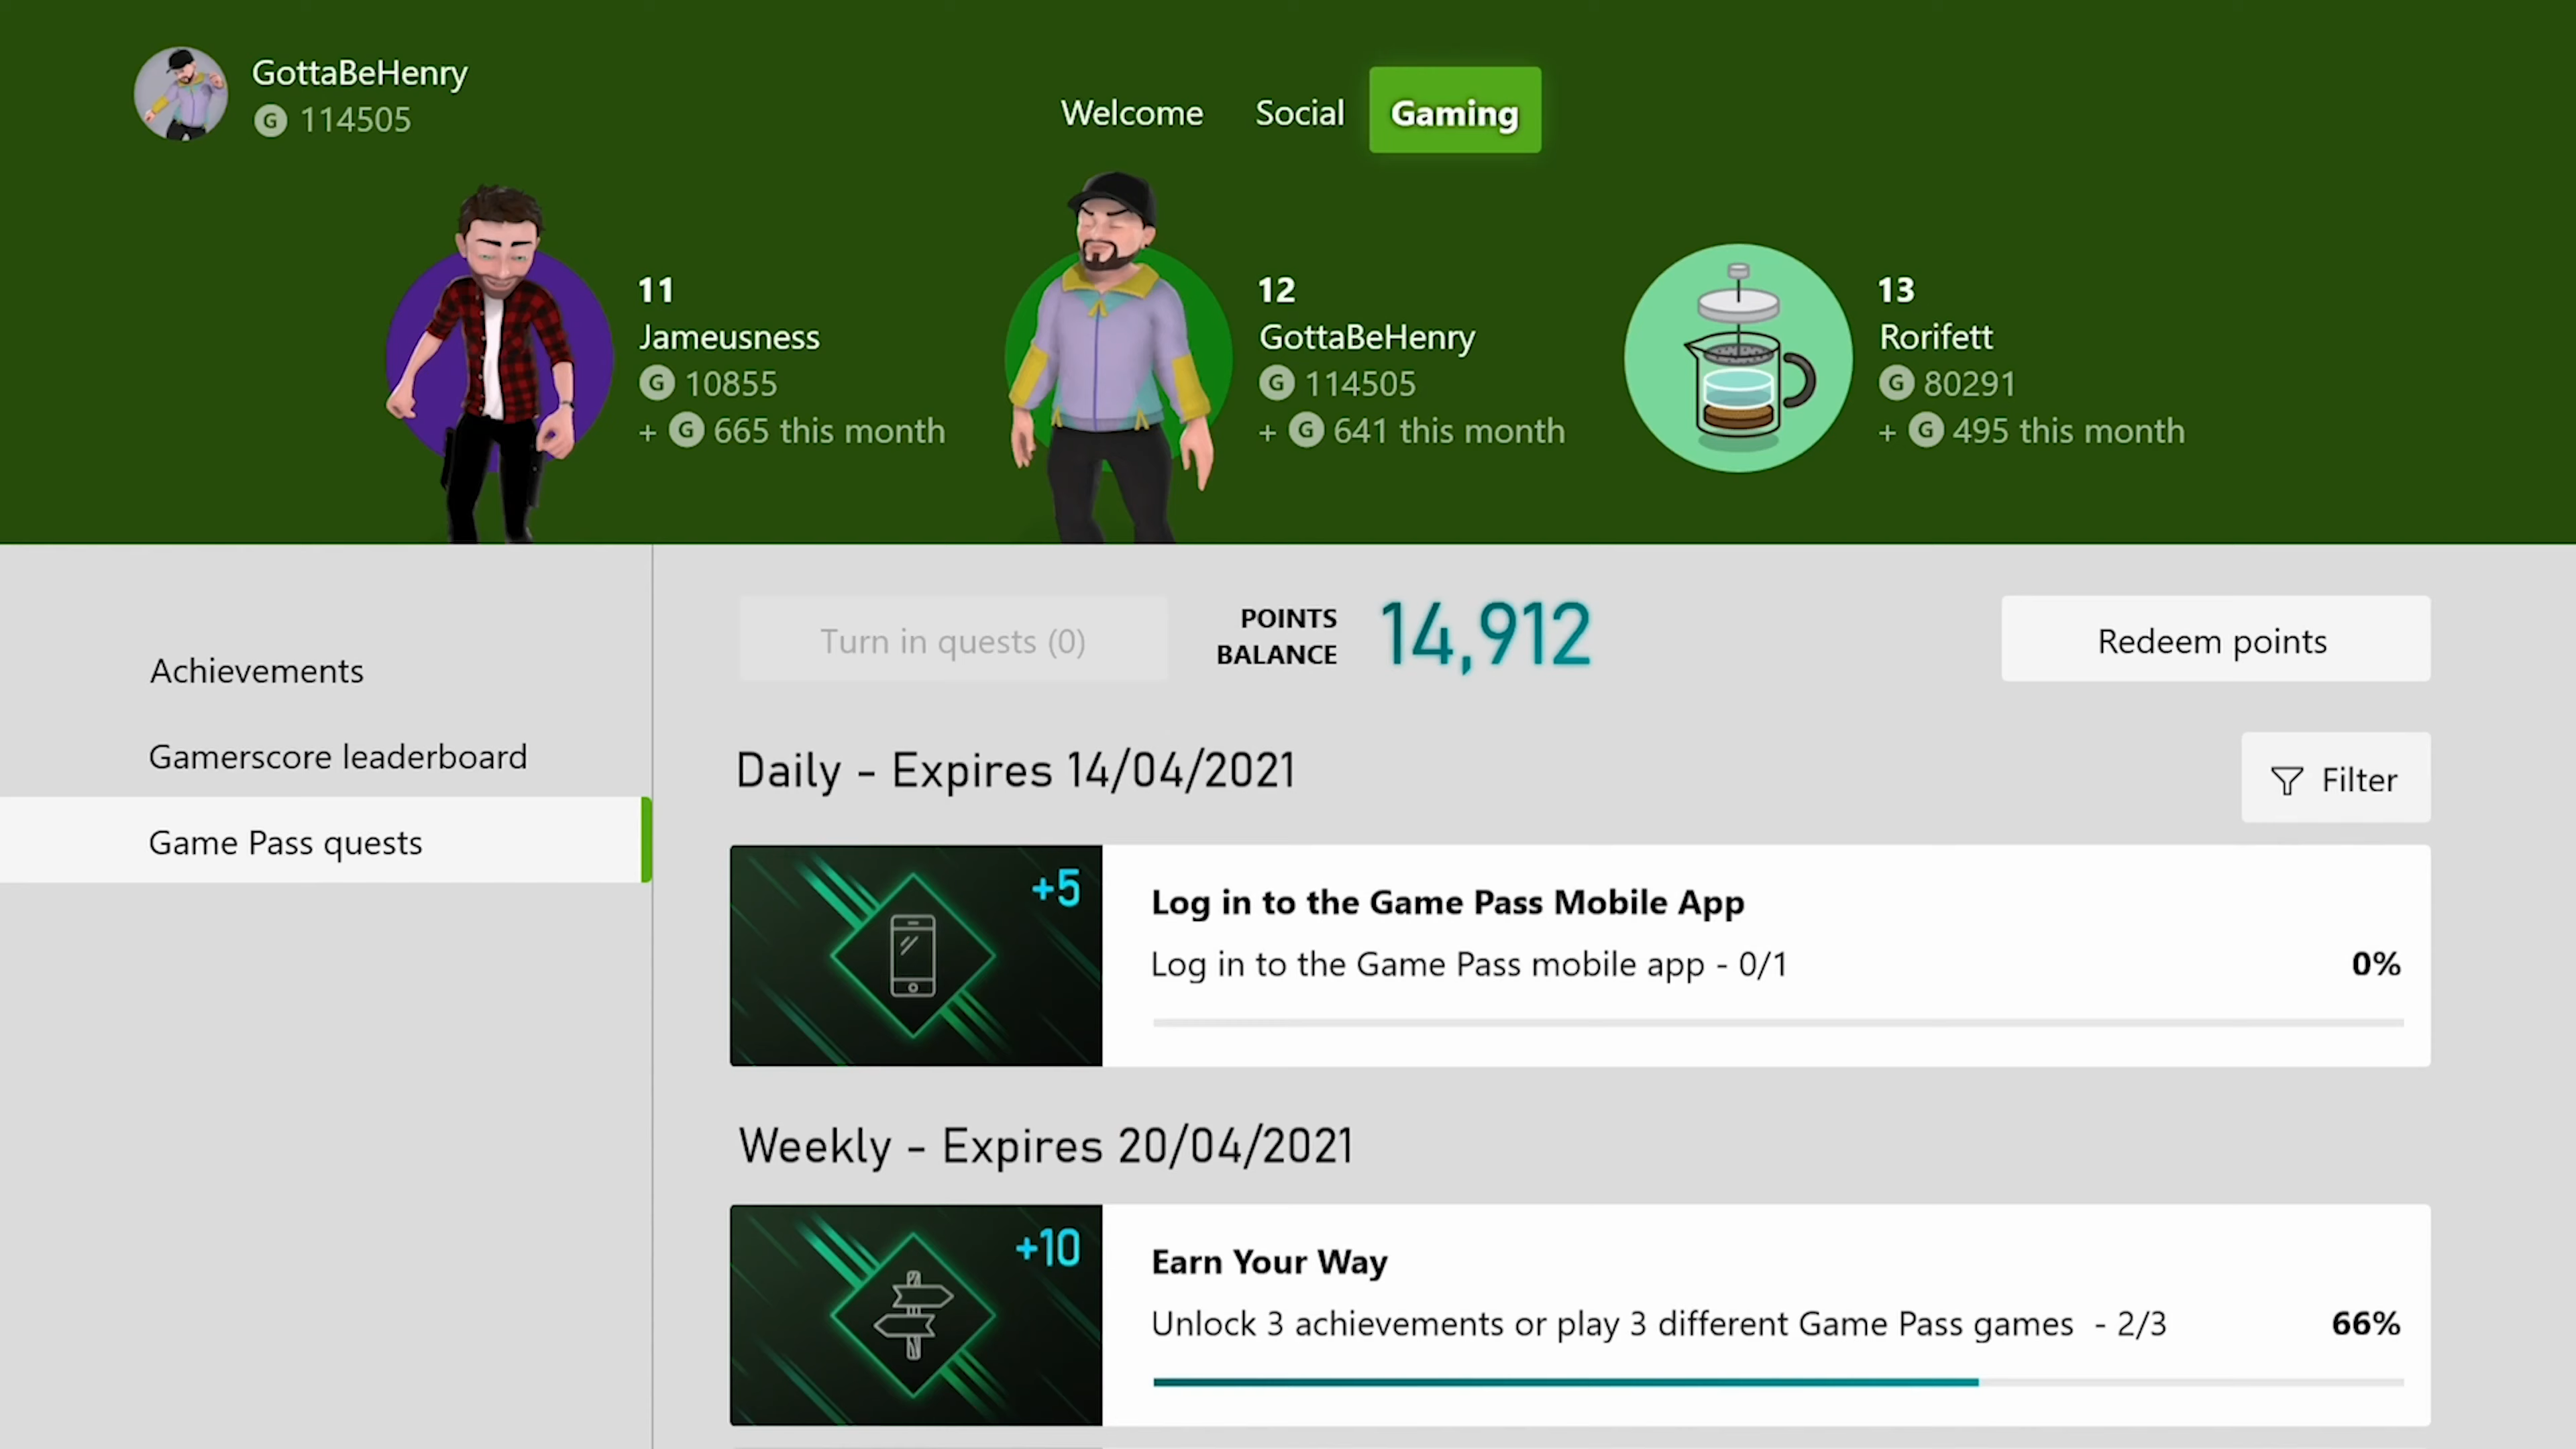 GottaBeHenry
G 114505
Welcome Social Gaming
11
Jameusness
G 10855
+ G 665 this month
12
GottaBeHenry
G 114505
+ G 641 this month
13
Rorifett
G 80291
+ G 495 this month
Achievements
Gamerscore leaderboard
Game Pass quests
Turn in quests (0)
POINTS
BALANCE
14,912
Redeem points
Daily - Expires 14/04/2021
Filter
+5
Log in to the Game Pass Mobile App
Log in to the Game Pass mobile app - 0/1
0%
Weekly - Expires 20/04/2021
+10
Earn Your Way
Unlock 3 achievements or play 3 different Game Pass games - 2/3
66%